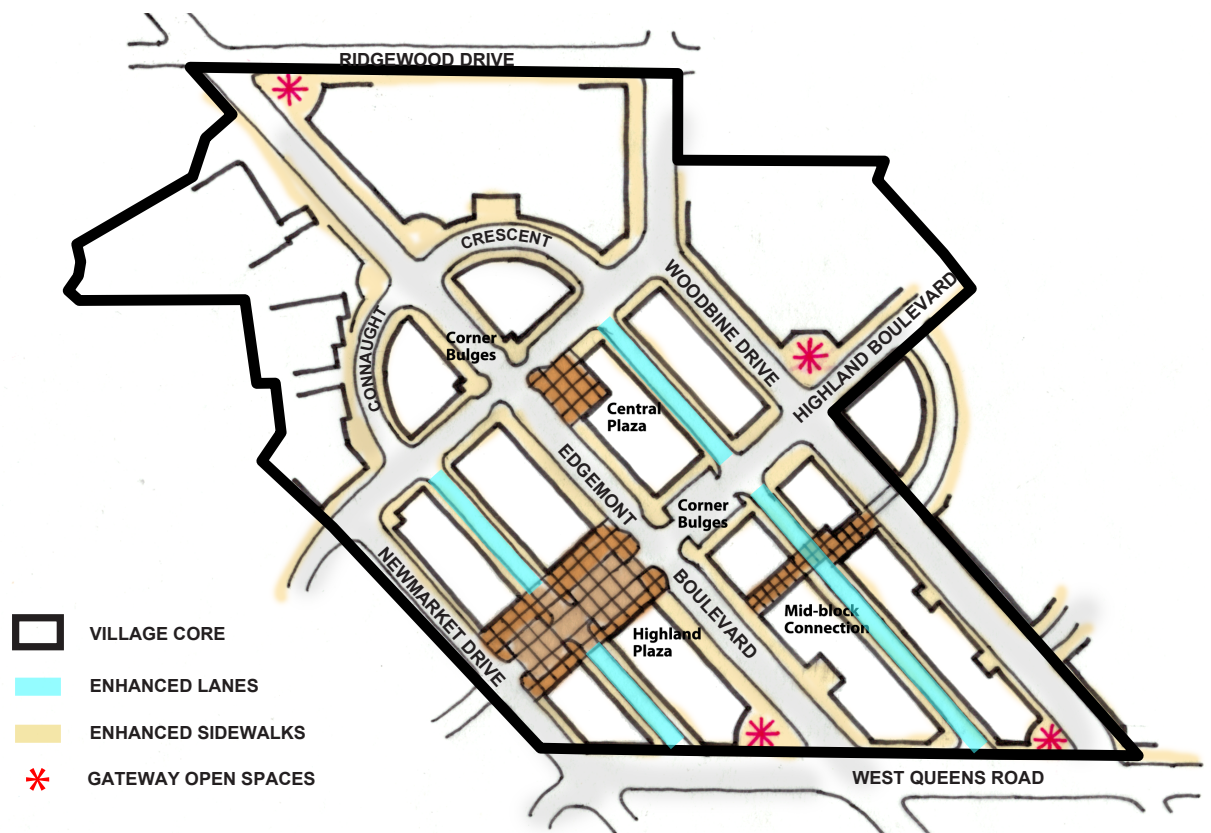 RIDGEWOOD DRIVE
CRESCENT
WOODBINE DRIVE
HIGHLAND BOULEVARD
CONNAUGHT
Corner
Bulges
Central
Plaza
EDGEMONT
Corner
Bulges
NEWMARKET DRIVE
BOULEVARD
Mid-block
Connection
Highland
Plaza
VILLAGE CORE
ENHANCED LANES
ENHANCED SIDEWALKS
GATEWAY OPEN SPACES
WEST QUEENS ROAD